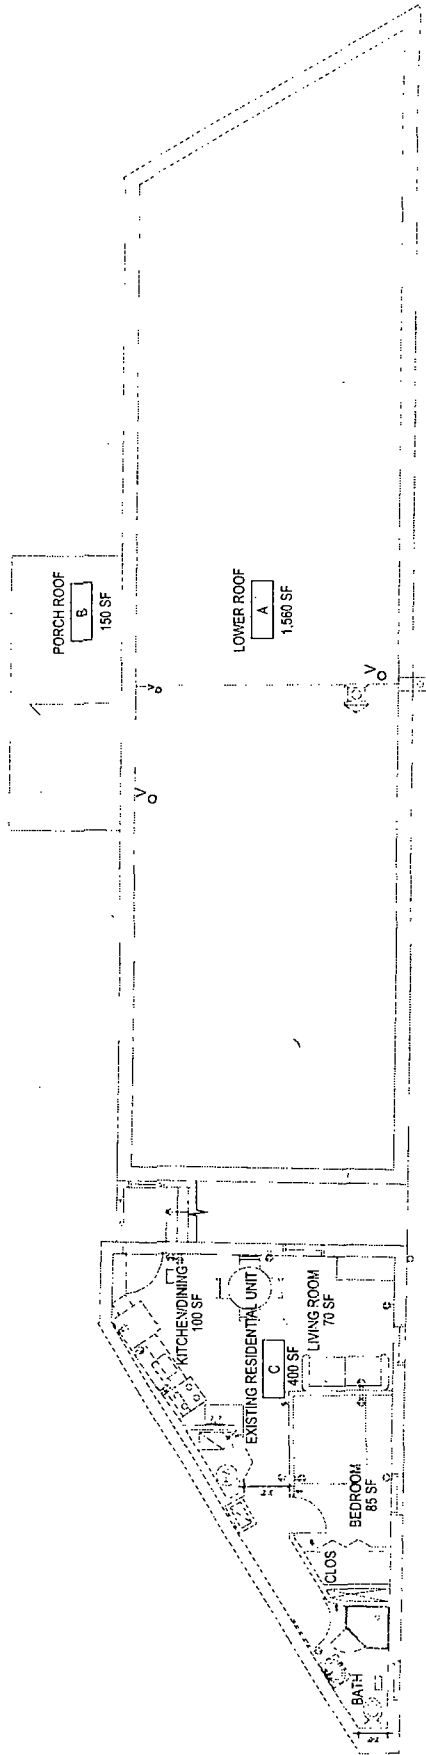 PORCH ROOF
B
150 SF
LOWER ROOF
A
1,560 SF
V
V
V
KITCHEN/DINING
100 SF
EXISTING RESIDENTIAL UNIT
C
400 SF
LIVING ROOM
70 SF
BEDROOM
85 SF
CLOS
BATH